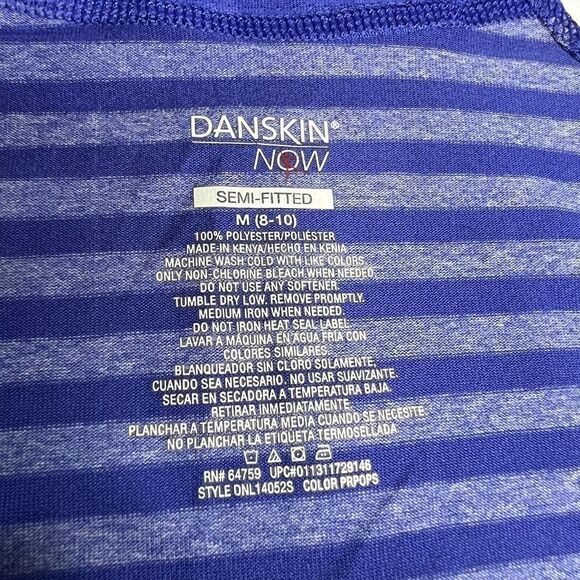 DANSKIN®
NOW
SEMI-FITTED
M (8-10)
100% POLYESTER/POLIÉSTER
MADE-IN KENYA/HECHO EN KENIA
MACHINE WASH COLD WITH LIKE COLORS
ONLY NON-CHLORINE BLEACH.WHEN NEEDED.
DO NOT USE ANY SOFTENER.
TUMBLE DRY LOW. REMOVE PROMPTLY.
MEDIUM IRON WHEN NEEDED.
DO NOT IRON HEAT SEAL LABEL
LAVAR A MÁQUINA EN AGUA FRÍA CON
COLORES SIMILARES.
BLANQUEADOR SIN CLORO SOLAMENTE,
CUANDO SEA NECESARIO. NO USAR SUAVIZANTE.
SECAR EN SECADORA A TEMPERATURA BAJA.
RETIRAR INMEDIATAMENTE.
PLANCHAR A TEMPERATURA MEDIA CUANDO SE NECESITE.
NO PLANCHAR LA ETIQUETA TERMOSELLADA
RN# 64759 UPC#011311729146
STYLE DNL14052S COLOR PRPOPS